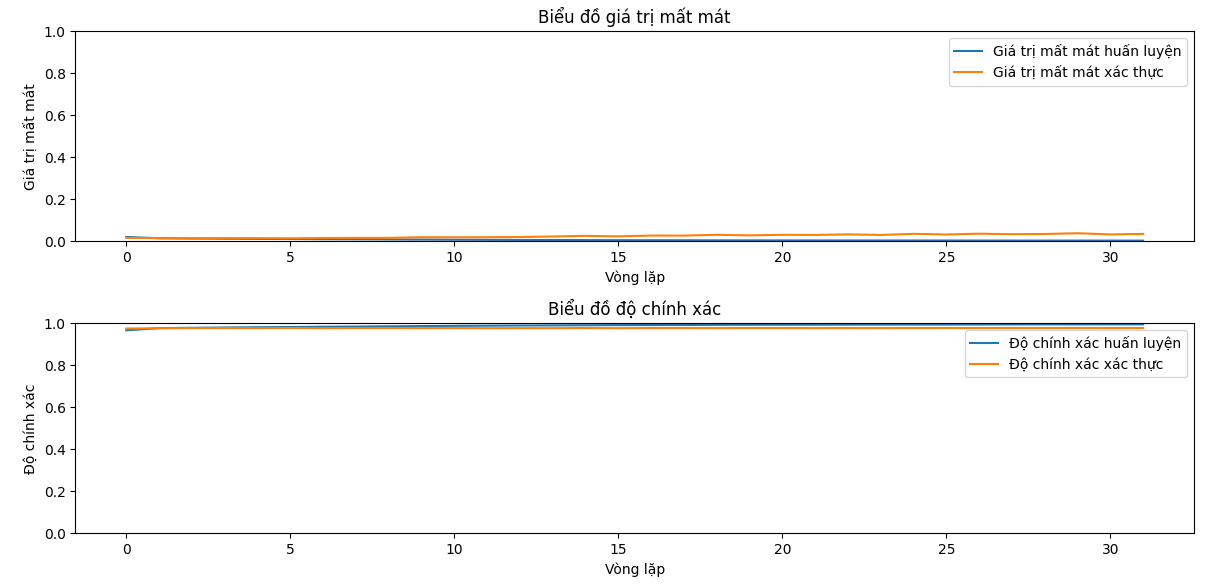 Biểu đồ giá trị mất mát
1.0
0.8
0.6
0.4
0.2
0.0
Giá trị mất mát
Giá trị mất mát huấn luyện
Giá trị mất mát xác thực
0 5 10 15 20 25 30
Vòng lặp
Biểu đồ độ chính xác
1.0
0.8
0.6
0.4
0.2
0.0
Độ chính xác
Độ chính xác huấn luyện
Độ chính xác xác thực
0 5 10 15 20 25 30
Vòng lặp